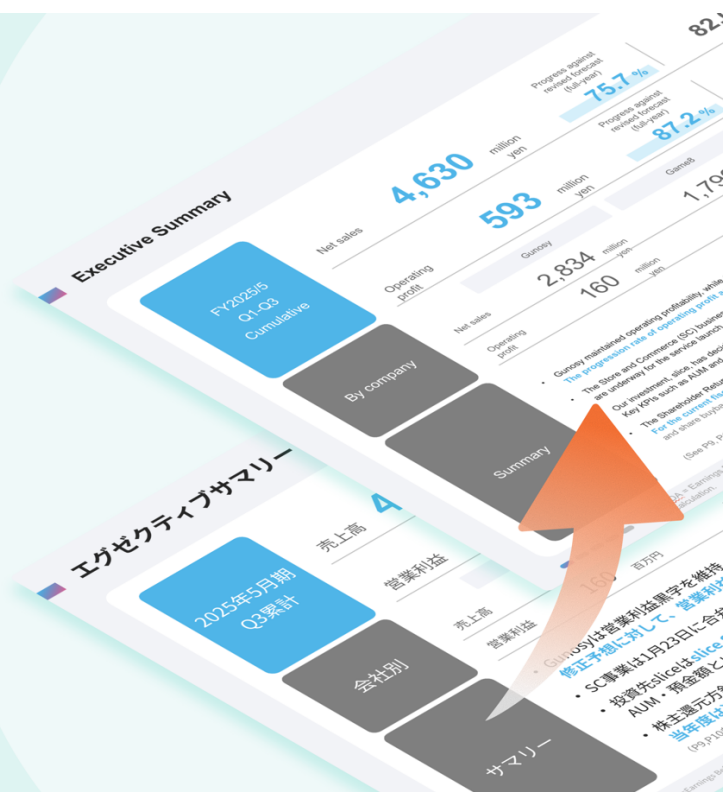 Executive Summary
FY2025/5
Q1-Q3
Cumulative
Net sales
4,630
million
yen
Progress against
revised forecast
(full-year)
75.7 %
Operating
profit
593
million
yen
Progress against
revised forecast
(full-year)
87.2 %
By company
Gunosy
Game8
Net sales
2,834
million
yen
Operating
profit
160
million
yen
Summary
• Gunosy maintained operating profitability, while
The progression rate of operating profit
• The Store and Commerce (SC) business
are underway for the service launch
Our investment, slice, has
Key KPIs such as AUM and
• The Shareholder
For the current
and share
(See P9,
= Earnings
エグゼクティブサマリー
2025年5月期
Q3累計
売上高
4
営業利益
会社別
売上高
営業利益
160
百万円
サマリー
• Gunosyは営業利益黒字を維持
修正予想に対して、営業利益
• SC事業は1月23日に合
• 投資先sliceはslice
AUM・預金額と
• 株主還元方
当年度は